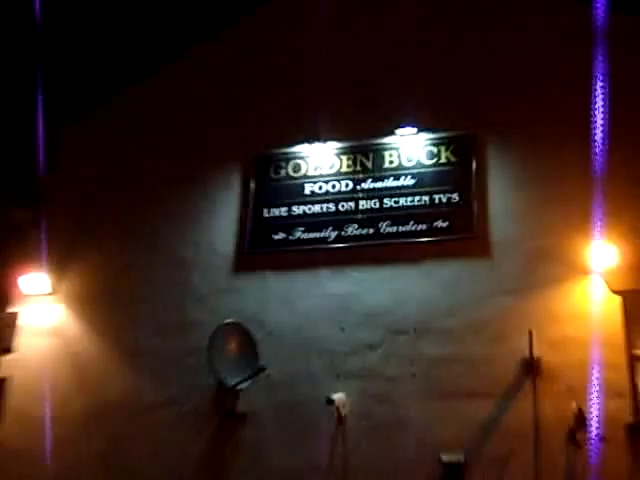 GOLDEN BUCK
FOOD Available
LIVE SPORTS ON BIG SCREEN TV'S
Family Beer Garden